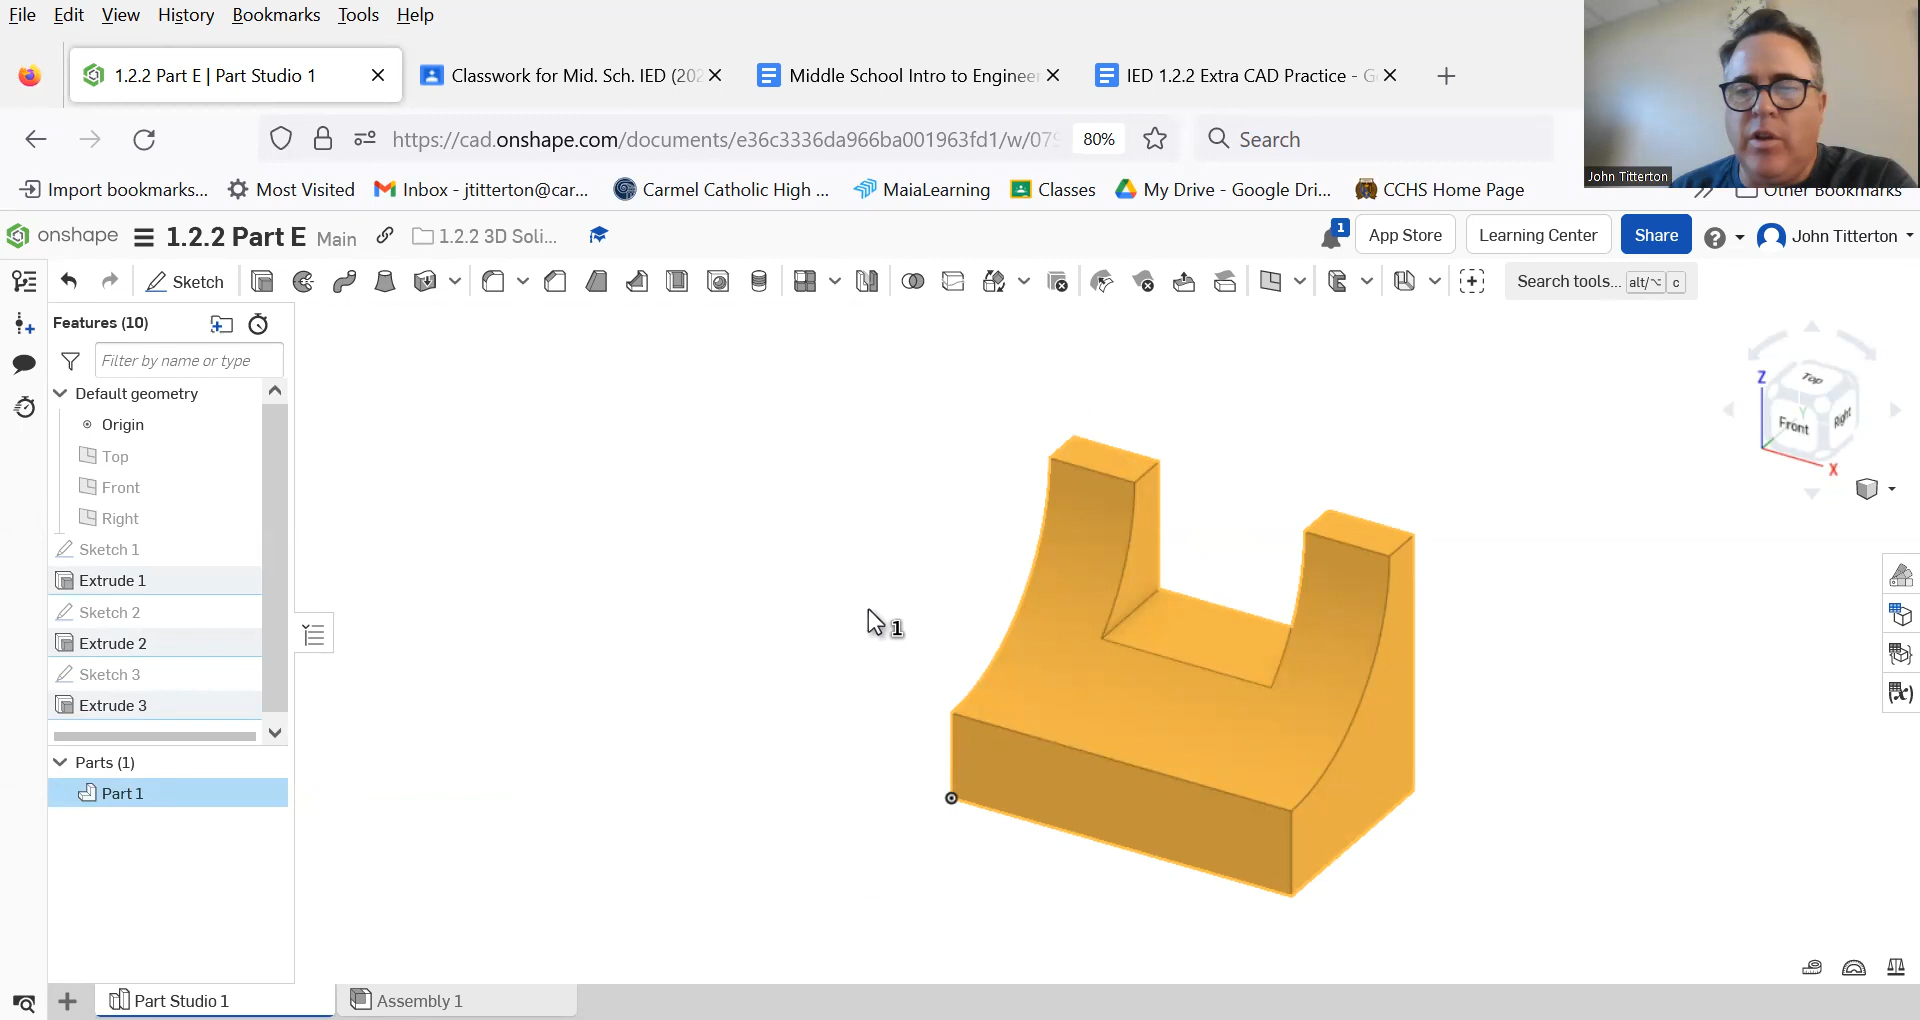 File Edit View History Bookmarks Tools Help
1.2.2 Part E | Part Studio 1
Classwork for Mid. Sch. IED (202
Middle School Intro to Enginee
IED 1.2.2 Extra CAD Practice - G
https://cad.onshape.com/documents/e36c3336da966ba001963fd1/w/079
80%
Search
John Titterton
Import bookmarks...
Most Visited
Inbox - jtitterton@car...
Carmel Catholic High ...
MaiaLearning
Classes
My Drive - Google Dri...
CCHS Home Page
Other Bookmarks
onshape
1.2.2 Part E Main
1.2.2 3D Soli...
1
App Store
Learning Center
Share
John Titterton
Sketch
Search tools... alt/⌥ c
Features (10)
Filter by name or type
Default geometry
Origin
Top
Front
Right
Sketch 1
Extrude 1
Sketch 2
Extrude 2
Sketch 3
Extrude 3
Parts (1)
Part 1
1
Z
Top
Y
Front
Right
X
(x)
Part Studio 1
Assembly 1